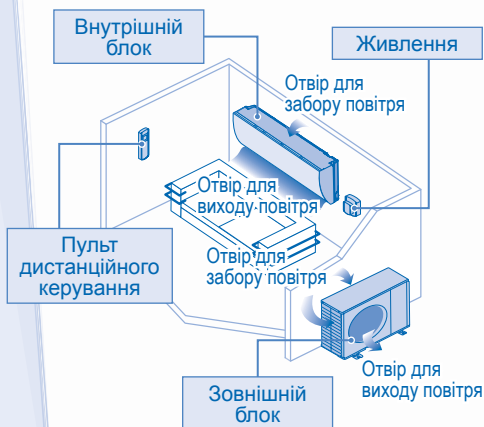 Внутрішній
блок
Живлення
Отвір для
забору повітря
Отвір для
виходу повітря
Пульт
дистанційного
керування
Отвір для
забору повітря
Отвір для
виходу повітря
Зовнішній
блок